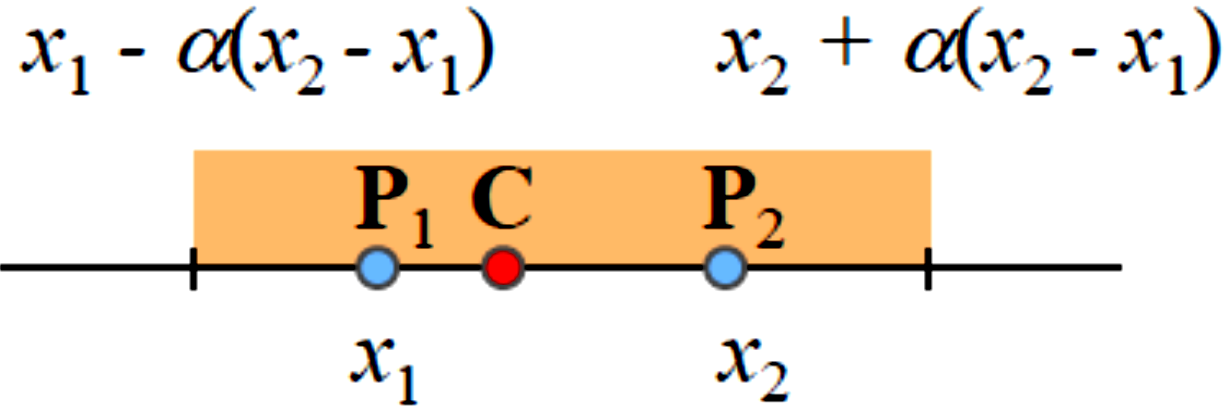 x₁ - α(x₂ - x₁) x₂ + α(x₂ - x₁)
P₁ C P₂
x₁ x₂